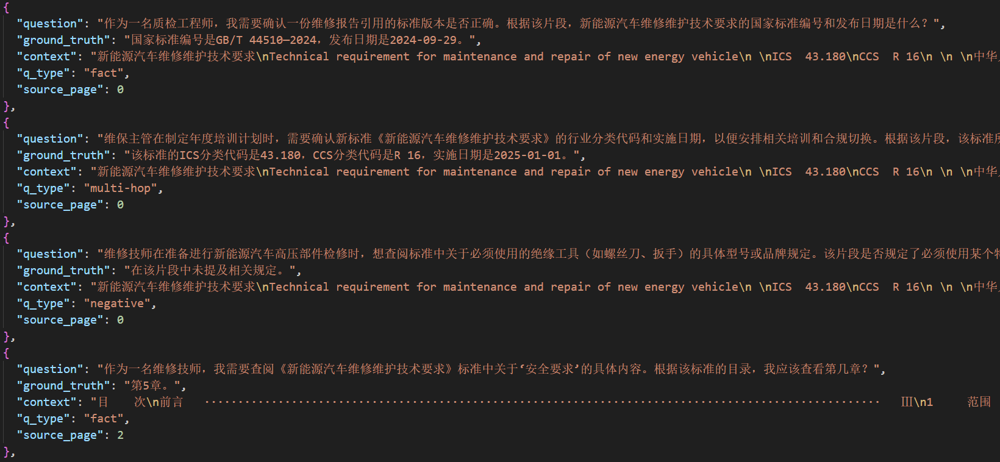 {
"question": "作为一名质检工程师，我需要确认一份维修报告引用的标准版本是否正确。根据该片段，新能源汽车维修维护技术要求的国家标准编号和发布日期是什么？",
"ground_truth": "国家标准编号是GB/T 44510—2024，发布日期是2024-09-29。",
"context": "新能源汽车维修维护技术要求\nTechnical requirement for maintenance and repair of new energy vehicle\n \nICS  43.180\nCCS  R 16\n \n \n中华
"q_type": "fact",
"source_page": 0
},
{
"question": "维保主管在制定年度培训计划时，需要确认新标准《新能源汽车维修维护技术要求》的行业分类代码和实施日期，以便安排相关培训和合规切换。根据该片段，该标准所
"ground_truth": "该标准的ICS分类代码是43.180，CCS分类代码是R 16，实施日期是2025-01-01。",
"context": "新能源汽车维修维护技术要求\nTechnical requirement for maintenance and repair of new energy vehicle\n \nICS  43.180\nCCS  R 16\n \n \n中华
"q_type": "multi-hop",
"source_page": 0
},
{
"question": "维修技师在准备进行新能源汽车高压部件检修时，想查阅标准中关于必须使用的绝缘工具（如螺丝刀、扳手）的具体型号或品牌规定。该片段是否规定了必须使用某个特
"ground_truth": "在该片段中未提及相关规定。",
"context": "新能源汽车维修维护技术要求\nTechnical requirement for maintenance and repair of new energy vehicle\n \nICS  43.180\nCCS  R 16\n \n \n中华
"q_type": "negative",
"source_page": 0
},
{
"question": "作为一名维修技师，我需要查阅《新能源汽车维修维护技术要求》标准中关于‘安全要求’的具体内容。根据该标准的目录，我应该查看第几章？",
"ground_truth": "第5章。",
"context": "目    次\n前言   ········································································································   Ⅲ\n1     范围
"q_type": "fact",
"source_page": 2
},